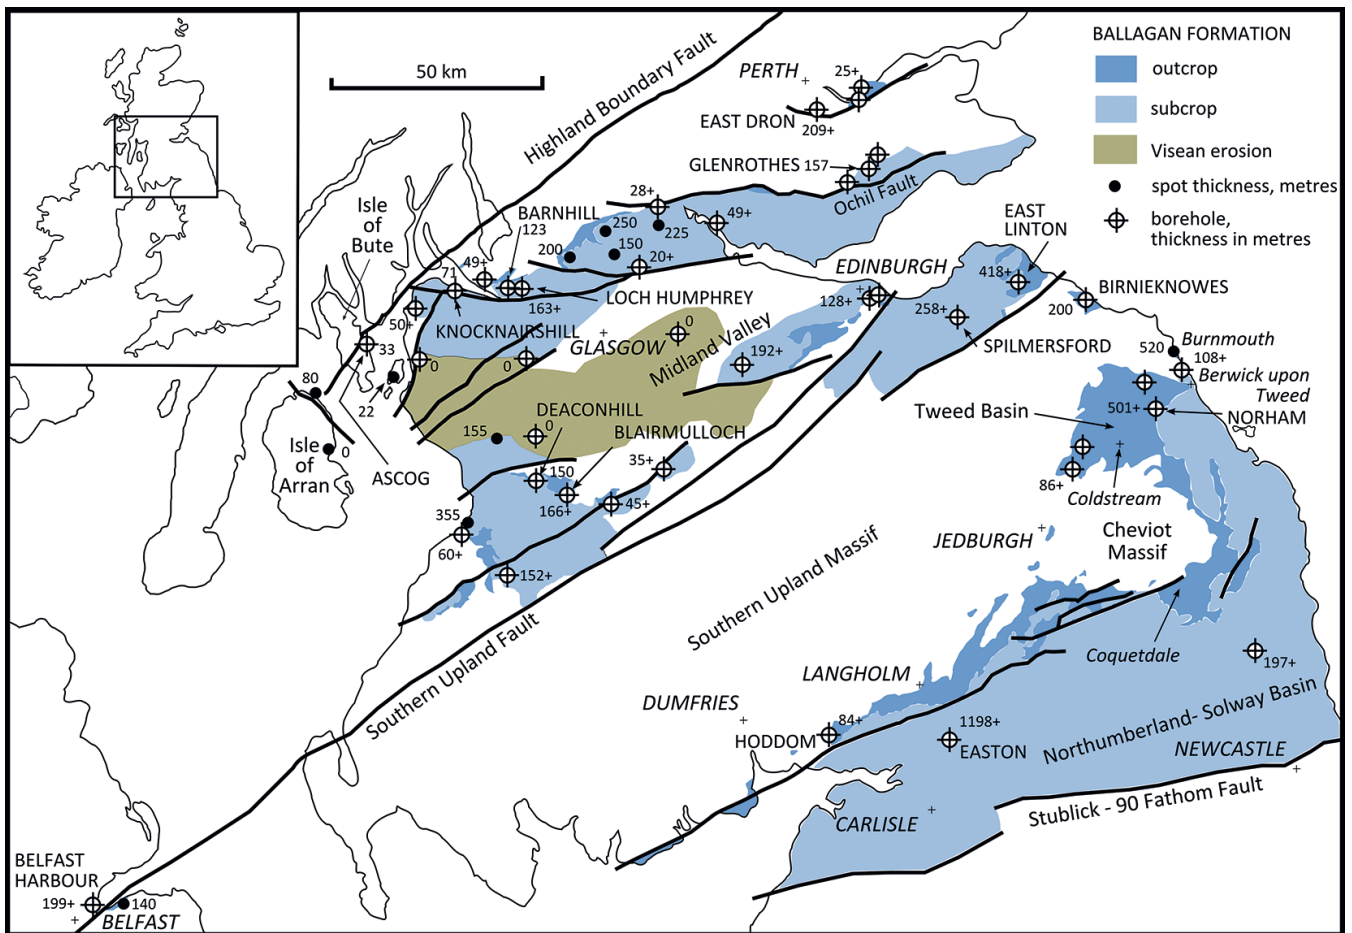 BALLAGAN FORMATION
outcrop
subcrop
Visean erosion
spot thickness, metres
borehole,
thickness in metres
50 km
Highland Boundary Fault
PERTH
25+
EAST DRON
209+
GLENROTHES
157
Ochil Fault
28+
49+
BARNHILL
123
250
225
200
150
20+
Isle
of
Bute
49+
71
LOCH HUMPHREY
163+
50+
KNOCKNAIRSHILL
GLASGOW
0
Midland Valley
33
0
0
22
80
EDINBURGH
128+
192+
EAST
LINTON
418+
258+
SPILMERSFORD
BIRNIEKNOWES
200
520
Burnmouth
108+
Berwick upon
Tweed
501+
NORHAM
Tweed Basin
86+
Coldstream
DEACONHILL
0
BLAIRMULLOCH
155
Isle
of
Arran
0
ASCOG
150
35+
166+
45+
355
60+
152+
Cheviot
Massif
JEDBURGH
Southern Upland Massif
Southern Upland Fault
Coquetdale
197+
LANGHOLM
DUMFRIES
84+
HODDOM
1198+
EASTON
Northumberland- Solway Basin
NEWCASTLE
Stublick - 90 Fathom Fault
CARLISLE
BELFAST
HARBOUR
199+
140
BELFAST